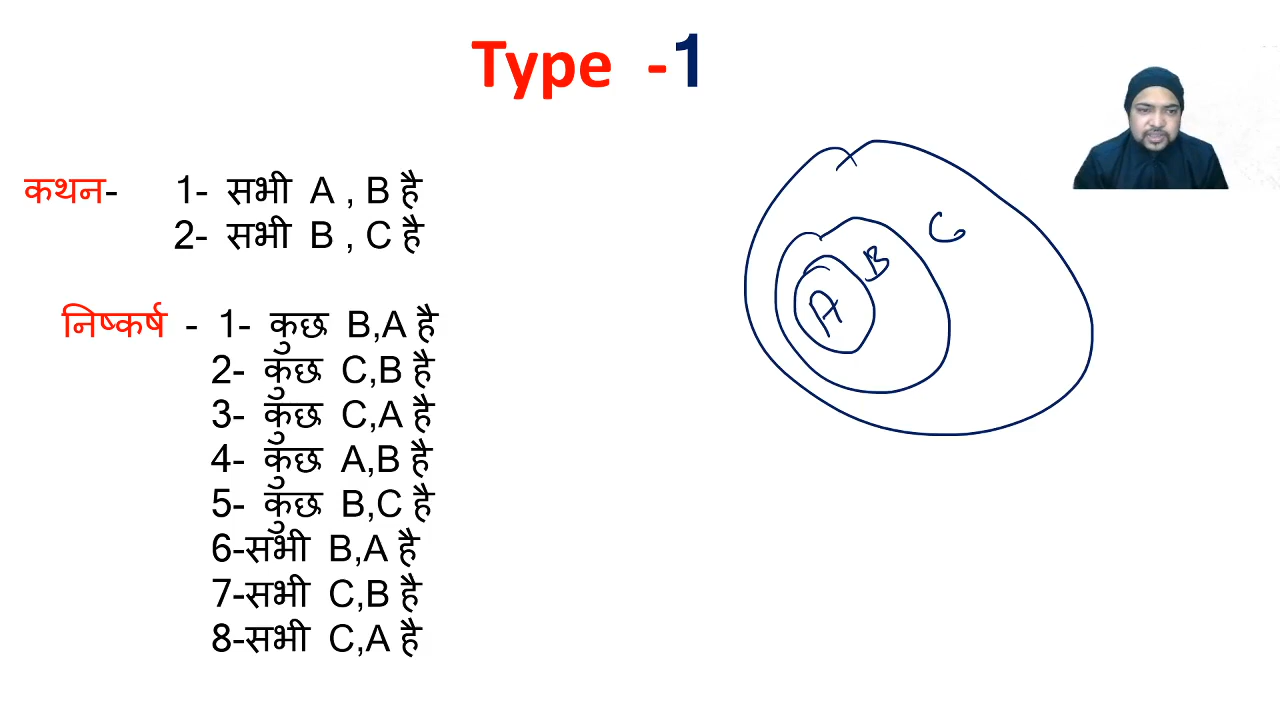 Type -1
कथन- 1- सभी A , B है
2- सभी B , C है
निष्कर्ष - 1- कुछ B,A है
2- कुछ C,B है
3- कुछ C,A है
4- कुछ A,B है
5- कुछ B,C है
6-सभी B,A है
7-सभी C,B है
8-सभी C,A है
C
B
A